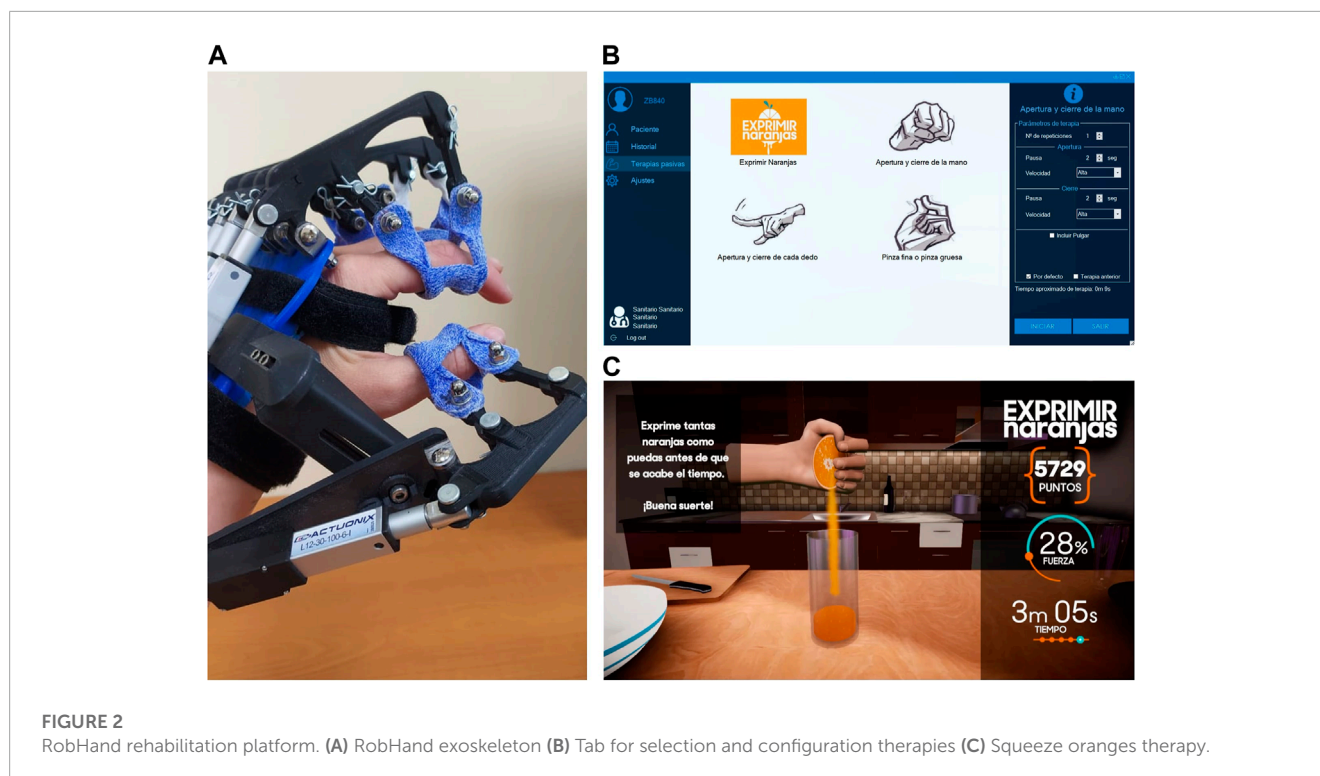 A
ACTUONIX
L12-30-100-6-I
B
ZB840
Paciente
Historial
Terapias pasivas
Ajustes
Sanitario Sanitario
Sanitario
Sanitario
Log out
EXPRIMIR
naranjas
Exprimir Naranjas
Apertura y cierre de la mano
Apertura y cierre de cada dedo
Pinza fina o pinza gruesa
i
Apertura y cierre de la mano
Parámetros de terapia
Nº de repeticiones 1
Apertura
Pausa 2 seg
Velocidad Alta
Cierre
Pausa 2 seg
Velocidad Alta
Incluir Pulgar
Por defecto Terapia anterior
Tiempo aproximado de terapia: 0m 9s
INICIAR SALIR
C
Exprime tantas
naranjas como
puedas antes de que
se acabe el tiempo.
¡Buena suerte!
EXPRIMIR
naranjas
5729
PUNTOS
28%
FUERZA
3m 05s
TIEMPO
FIGURE 2
RobHand rehabilitation platform. (A) RobHand exoskeleton (B) Tab for selection and configuration therapies (C) Squeeze oranges therapy.